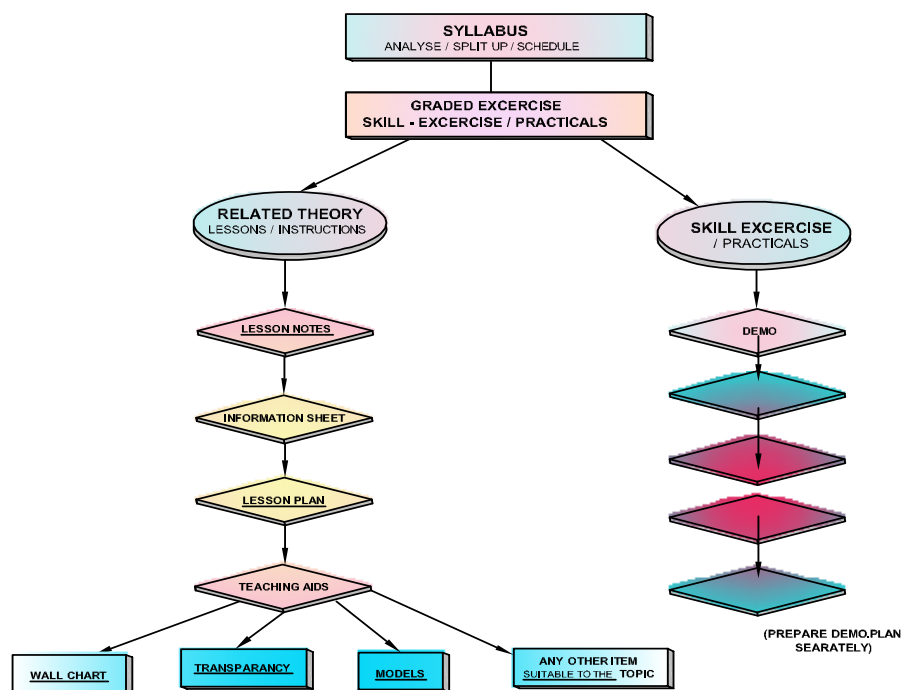 SYLLABUS
ANALYSE / SPLIT UP / SCHEDULE
GRADED EXCERCISE
SKILL - EXCERCISE / PRACTICALS
RELATED THEORY
LESSONS / INSTRUCTIONS
SKILL EXCERCISE
/ PRACTICALS
LESSON NOTES
DEMO
INFORMATION SHEET
LESSON PLAN
TEACHING AIDS
(PREPARE DEMO.PLAN
SEARATELY)
WALL CHART
TRANSPARANCY
MODELS
ANY OTHER ITEM
SUITABLE TO THE TOPIC